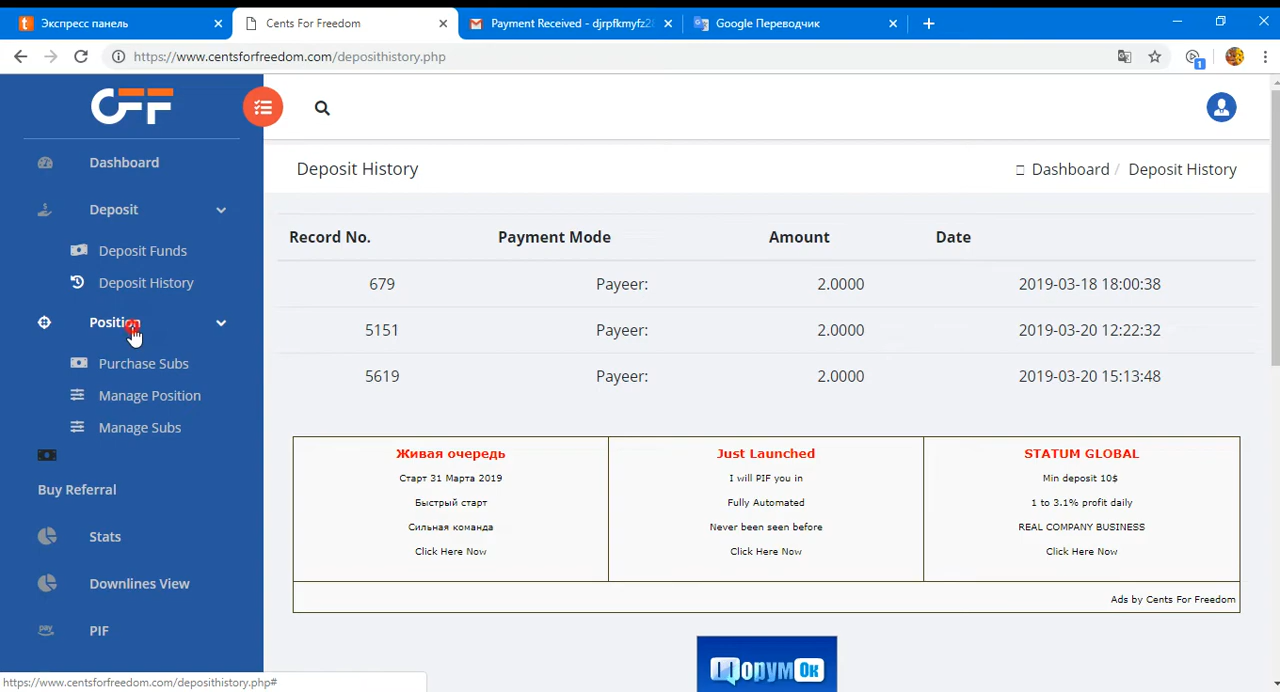 Экспресс панель
Cents For Freedom
Payment Received - djrpfkmyfz2
Google Переводчик
https://www.centsforfreedom.com/deposithistory.php
1
CFF
Dashboard
Deposit
Deposit Funds
Deposit History
Position
Purchase Subs
Manage Position
Manage Subs
Buy Referral
Stats
Downlines View
PIF
Deposit History
Dashboard / Deposit History
Record No. Payment Mode Amount Date
679 Payeer: 2.0000 2019-03-18 18:00:38
5151 Payeer: 2.0000 2019-03-20 12:22:32
5619 Payeer: 2.0000 2019-03-20 15:13:48
Живая очередь
Старт 31 Марта 2019
Быстрый старт
Сильная команда
Click Here Now
Just Launched
I will PIF you in
Fully Automated
Never been seen before
Click Here Now
STATUM GLOBAL
Min deposit 10$
1 to 3.1% profit daily
REAL COMPANY BUSINESS
Click Here Now
Ads by Cents For Freedom
ФорумОк
https://www.centsforfreedom.com/deposithistory.php#